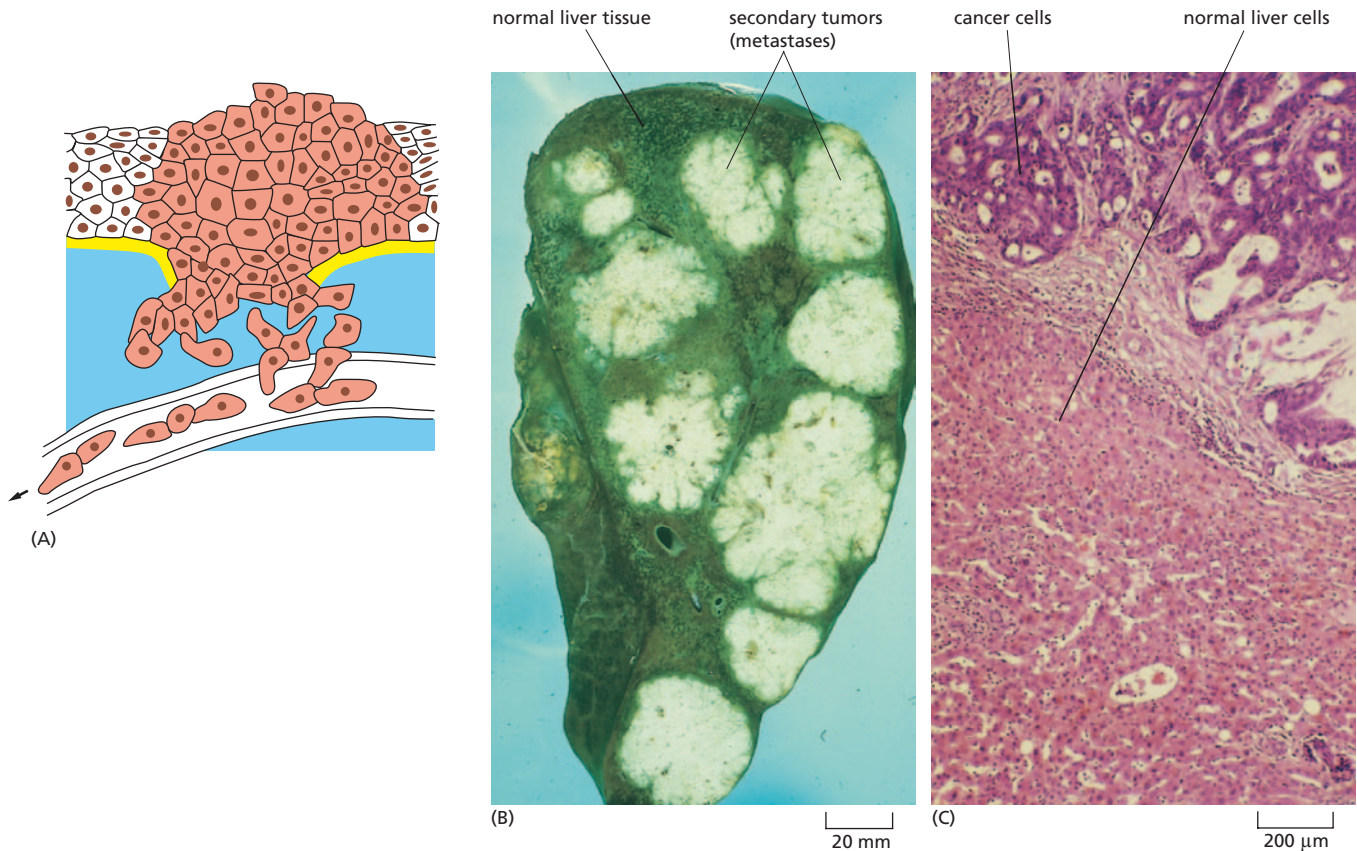 normal liver tissue
secondary tumors
(metastases)
cancer cells
normal liver cells
(A)
(B)
20 mm
(C)
200 μm